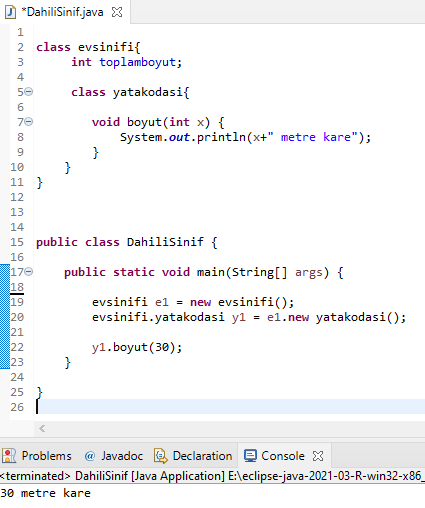 *DahiliSinif.java
1
2 class evsinifi{
3 int toplamboyut;
4
5 class yatakodasi{
6
7 void boyut(int x) {
8 System.out.println(x+" metre kare");
9 }
10 }
11 }
12
13
14
15 public class DahiliSinif {
16
17 public static void main(String[] args) {
18
19 evsinifi e1 = new evsinifi();
20 evsinifi.yatakodasi y1 = e1.new yatakodasi();
21
22 y1.boyut(30);
23 }
24
25 }
26
Problems @ Javadoc Declaration Console
<terminated> DahiliSinif [Java Application] E:\eclipse-java-2021-03-R-win32-x86_
30 metre kare